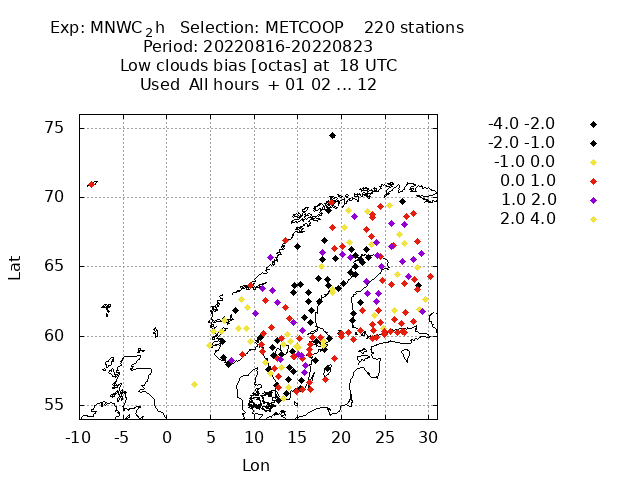 Exp: MNWC_2h   Selection: METCOOP    220 stations
Period: 20220816-20220823
Low clouds bias [octas] at  18 UTC
Used  All hours  + 01 02 ... 12
-4.0 -2.0
-2.0 -1.0
-1.0 0.0
0.0 1.0
1.0 2.0
2.0 4.0
75
70
65
60
55
Lat
-10 -5 0 5 10 15 20 25 30
Lon